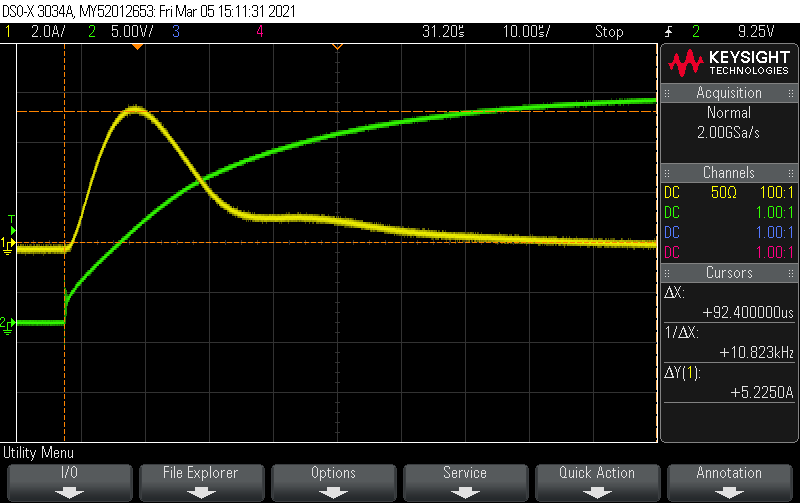 DSO-X 3034A, MY52012653: Fri Mar 05 15:11:31 2021
1 2.0A/ 2 5.00V/ 3 4 31.20s 10.00s/ Stop 2 9.25V
KEYSIGHT
TECHNOLOGIES
Acquisition
Normal
2.00GSa/s
Channels
DC 50Ω 100:1
DC 1.00:1
DC 1.00:1
DC 1.00:1
Cursors
ΔX:
+92.400000us
1/ΔX:
+10.823kHz
ΔY(1):
+5.2250A
T
1
2
Utility Menu
I/O File Explorer Options Service Quick Action Annotation